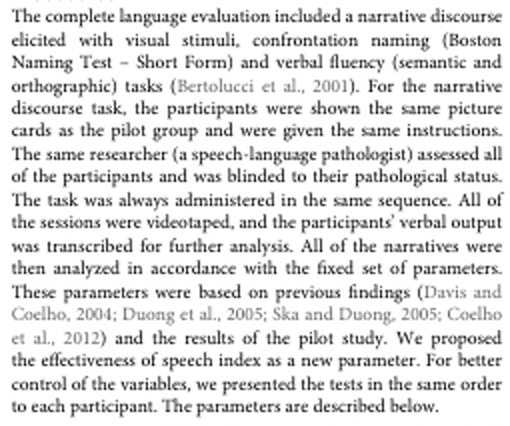 The complete language evaluation included a narrative discourse
elicited with visual stimuli, confrontation naming (Boston
Naming Test – Short Form) and verbal fluency (semantic and
orthographic) tasks (Bertolucci et al., 2001). For the narrative
discourse task, the participants were shown the same picture
cards as the pilot group and were given the same instructions.
The same researcher (a speech-language pathologist) assessed all
of the participants and was blinded to their pathological status.
The task was always administered in the same sequence. All of
the sessions were videotaped, and the participants' verbal output
was transcribed for further analysis. All of the narratives were
then analyzed in accordance with the fixed set of parameters.
These parameters were based on previous findings (Davis and
Coelho, 2004; Duong et al., 2005; Ska and Duong, 2005; Coelho
et al., 2012) and the results of the pilot study. We proposed
the effectiveness of speech index as a new parameter. For better
control of the variables, we presented the tests in the same order
to each participant. The parameters are described below.